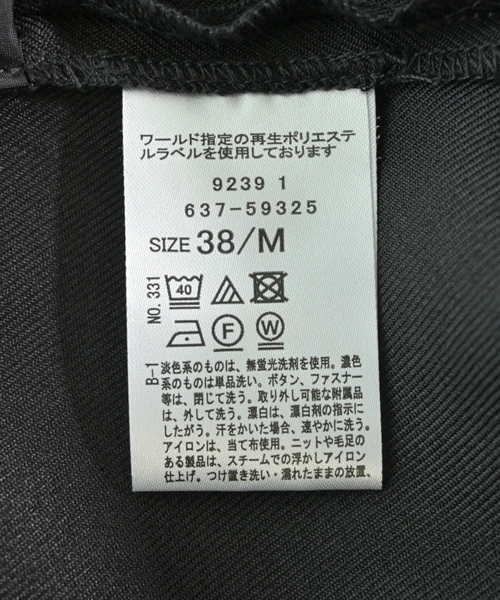 ワールド指定の再生ポリエステ
ルラベルを使用しております
9239 1
637-59325
SIZE 38/M
NO. 331
40
F
W
B-1
淡色系のものは、無蛍光洗剤を使用。濃色
系のものは単品洗い。ボタン、ファスナー
等は、閉じて洗う。取り外し可能な附属品
は、外して洗う。漂白は、漂白剤の指示に
したがう。汗をかいた場合、速やかに洗う。
アイロンは、当て布使用。ニットや毛足の
ある製品は、スチームでの浮かしアイロン
仕上げ。つけ置き洗い・濡れたままの放置、